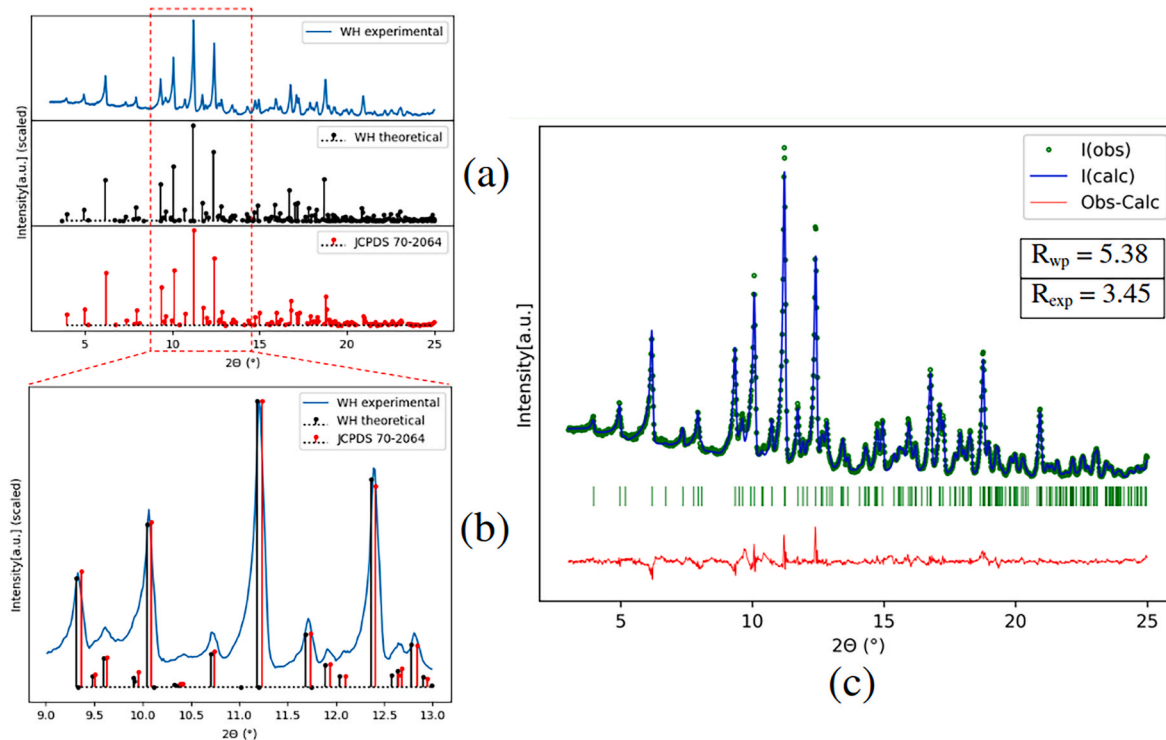 WH experimental
WH theoretical
JCPDS 70-2064
Intensity[a.u.] (scaled)
5 10 15 20 25
2Θ (°)
(a)
WH experimental
WH theoretical
JCPDS 70-2064
Intensity[a.u.] (scaled)
9.0 9.5 10.0 10.5 11.0 11.5 12.0 12.5 13.0
2Θ (°)
(b)
I(obs)
I(calc)
Obs-Calc
Rwp = 5.38
Rexp = 3.45
Intensity[a.u.]
5 10 15 20 25
2Θ (°)
(c)